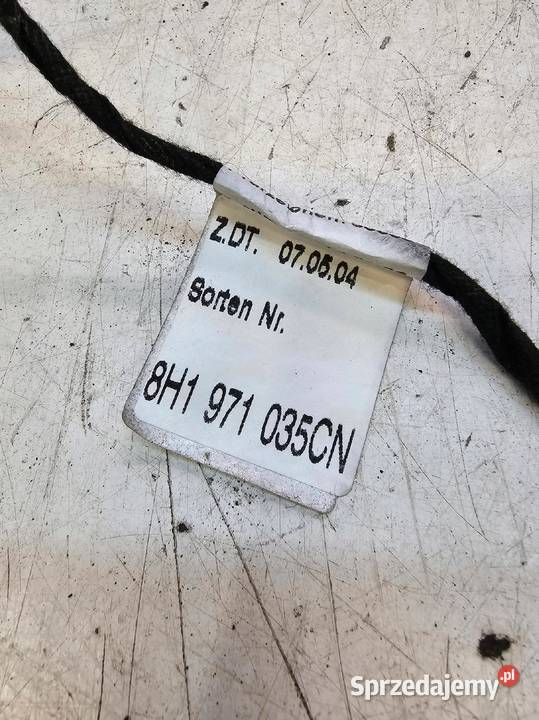 Z.DT. 07.05.04
Sorten Nr.
8H1 971 035CN
Sprzedajemy.pl